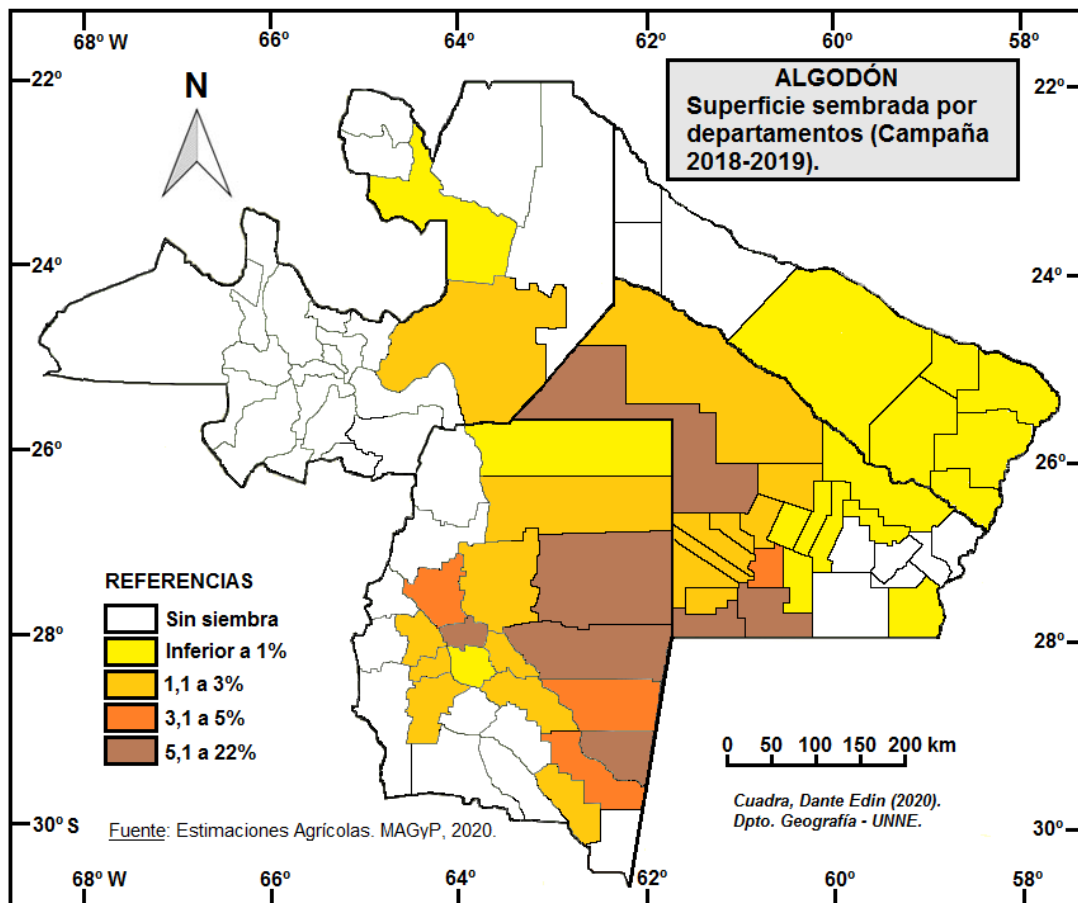 68º W
66º
64º
62º
60º
58º
22º
22º
N
ALGODÓN
Superficie sembrada por
departamentos (Campaña
2018-2019).
24º
24º
26º
26º
REFERENCIAS
Sin siembra
Inferior a 1%
1,1 a 3%
3,1 a 5%
5,1 a 22%
28º
28º
0 50 100 150 200 km
Cuadra, Dante Edin (2020).
Dpto. Geografía - UNNE.
30º S
Fuente: Estimaciones Agrícolas. MAGyP, 2020.
30º
68º W
66º
64º
62º
60º
58º